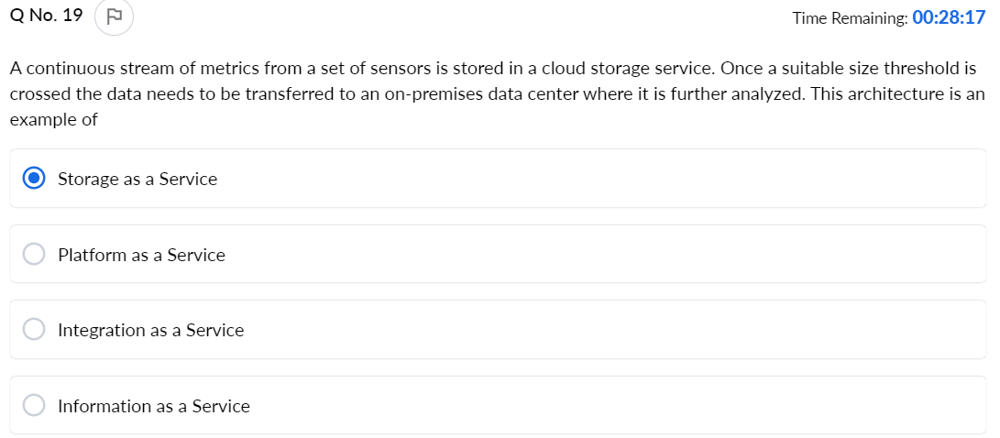 Q No. 19
Time Remaining: 00:28:17
A continuous stream of metrics from a set of sensors is stored in a cloud storage service. Once a suitable size threshold is
crossed the data needs to be transferred to an on-premises data center where it is further analyzed. This architecture is an
example of
Storage as a Service
Platform as a Service
Integration as a Service
Information as a Service